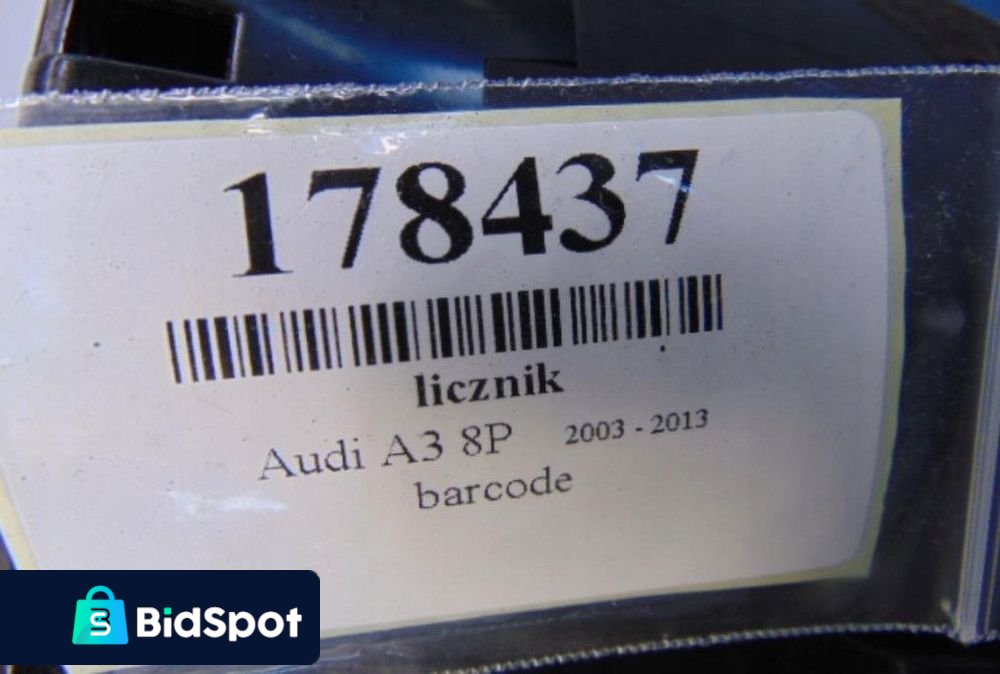 178437
licznik
Audi A3 8P 2003 - 2013
barcode
BidSpot